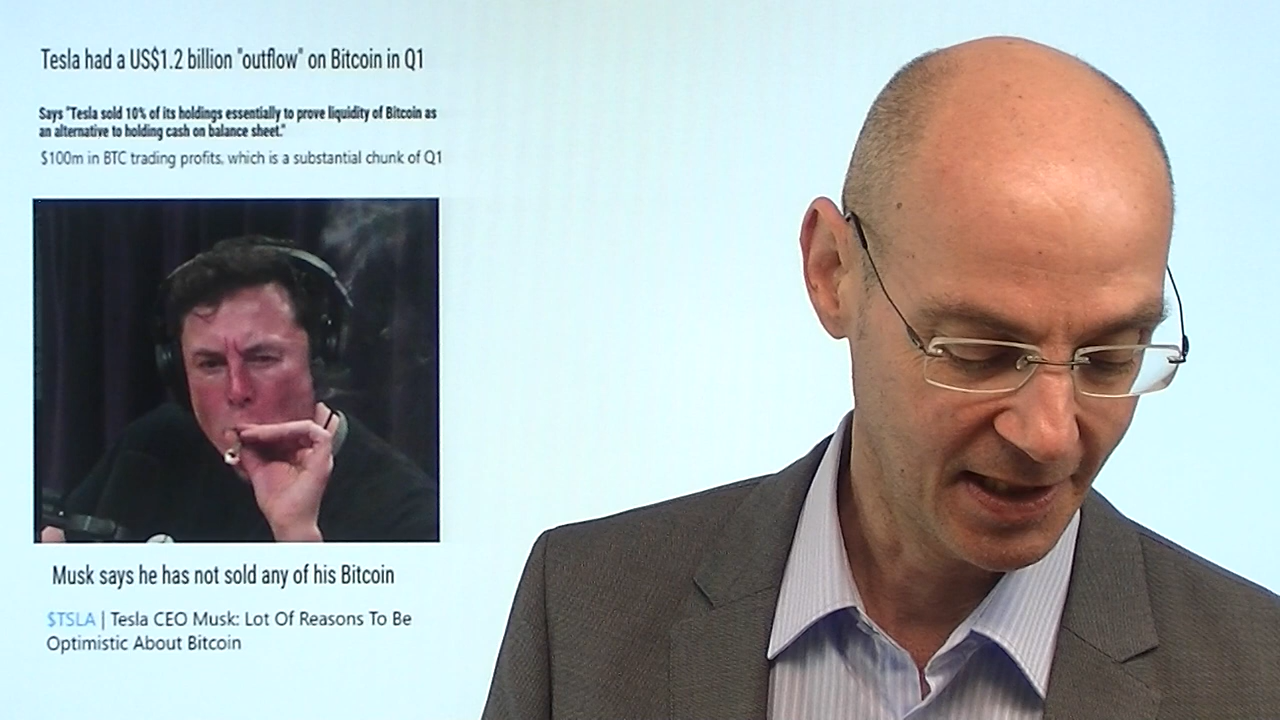 Tesla had a US$1.2 billion "outflow" on Bitcoin in Q1
Says "Tesla sold 10% of its holdings essentially to prove liquidity of Bitcoin as
an alternative to holding cash on balance sheet."
$100m in BTC trading profits, which is a substantial chunk of Q1
Musk says he has not sold any of his Bitcoin
$TSLA | Tesla CEO Musk: Lot Of Reasons To Be
Optimistic About Bitcoin